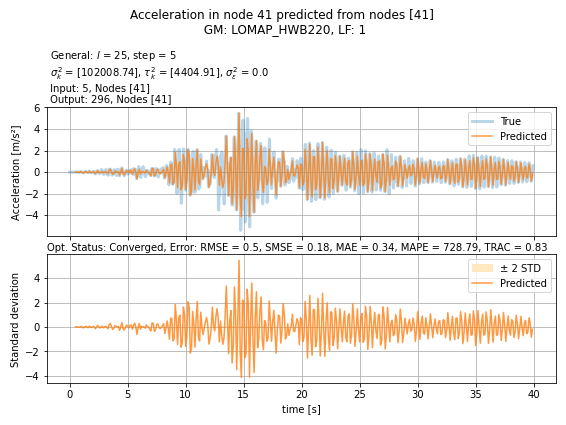 Acceleration in node 41 predicted from nodes [41]
GM: LOMAP_HWB220, LF: 1
General: l = 25, step = 5
σ²ₖ = [102008.74], τ²ₖ = [4404.91], σ²ε = 0.0
Input: 5, Nodes [41]
Output: 296, Nodes [41]
Acceleration [m/s²]
6
4
2
0
−2
−4
True
Predicted
Opt. Status: Converged, Error: RMSE = 0.5, SMSE = 0.18, MAE = 0.34, MAPE = 728.79, TRAC = 0.83
Standard deviation
4
2
0
−2
−4
± 2 STD
Predicted
0 5 10 15 20 25 30 35 40
time [s]